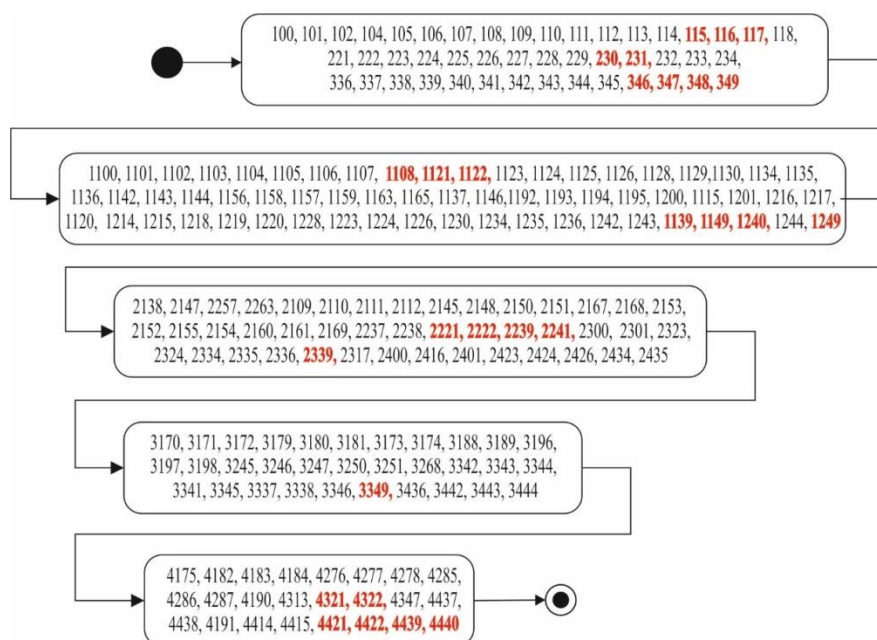 100, 101, 102, 104, 105, 106, 107, 108, 109, 110, 111, 112, 113, 114, 115, 116, 117, 118,
221, 222, 223, 224, 225, 226, 227, 228, 229, 230, 231, 232, 233, 234,
336, 337, 338, 339, 340, 341, 342, 343, 344, 345, 346, 347, 348, 349
1100, 1101, 1102, 1103, 1104, 1105, 1106, 1107, 1108, 1121, 1122, 1123, 1124, 1125, 1126, 1128, 1129,1130, 1134, 1135,
1136, 1142, 1143, 1144, 1156, 1158, 1157, 1159, 1163, 1165, 1137, 1146,1192, 1193, 1194, 1195, 1200, 1115, 1201, 1216, 1217,
1120, 1214, 1215, 1218, 1219, 1220, 1228, 1223, 1224, 1226, 1230, 1234, 1235, 1236, 1242, 1243, 1139, 1149, 1240, 1244, 1249
2138, 2147, 2257, 2263, 2109, 2110, 2111, 2112, 2145, 2148, 2150, 2151, 2167, 2168, 2153,
2152, 2155, 2154, 2160, 2161, 2169, 2237, 2238, 2221, 2222, 2239, 2241, 2300, 2301, 2323,
2324, 2334, 2335, 2336, 2339, 2317, 2400, 2416, 2401, 2423, 2424, 2426, 2434, 2435
3170, 3171, 3172, 3179, 3180, 3181, 3173, 3174, 3188, 3189, 3196,
3197, 3198, 3245, 3246, 3247, 3250, 3251, 3268, 3342, 3343, 3344,
3341, 3345, 3337, 3338, 3346, 3349, 3436, 3442, 3443, 3444
4175, 4182, 4183, 4184, 4276, 4277, 4278, 4285,
4286, 4287, 4190, 4313, 4321, 4322, 4347, 4437,
4438, 4191, 4414, 4415, 4421, 4422, 4439, 4440